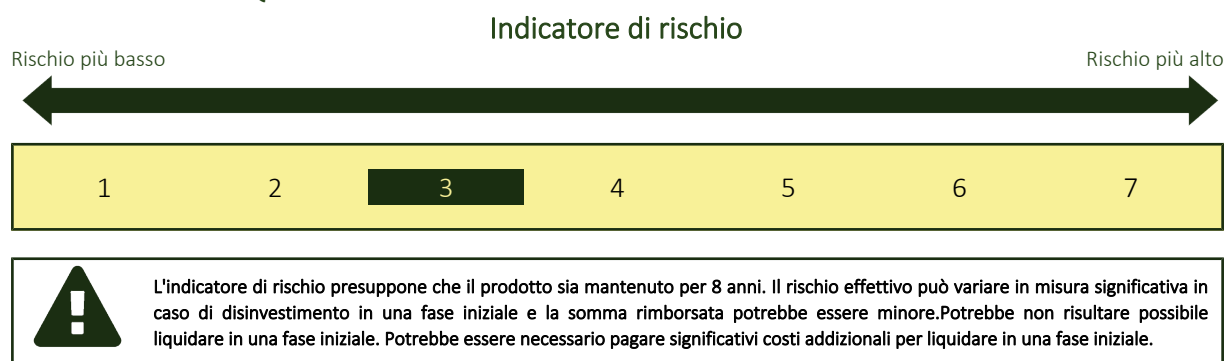 Indicatore di rischio
Rischio più basso
Rischio più alto
1 2 3 4 5 6 7
L'indicatore di rischio presuppone che il prodotto sia mantenuto per 8 anni. Il rischio effettivo può variare in misura significativa in
caso di disinvestimento in una fase iniziale e la somma rimborsata potrebbe essere minore.Potrebbe non risultare possibile
liquidare in una fase iniziale. Potrebbe essere necessario pagare significativi costi addizionali per liquidare in una fase iniziale.